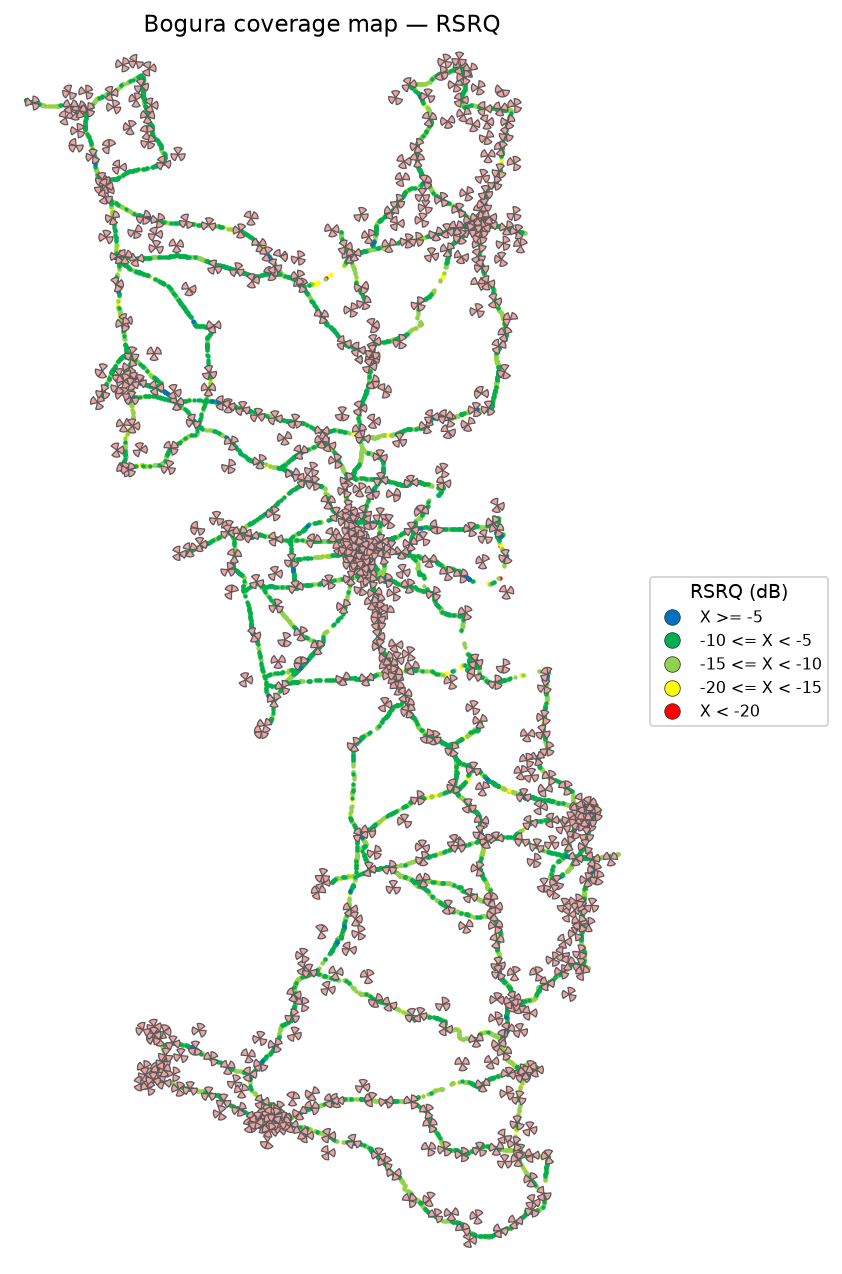 Bogura coverage map — RSRQ
RSRQ (dB)
X >= -5
-10 <= X < -5
-15 <= X < -10
-20 <= X < -15
X < -20